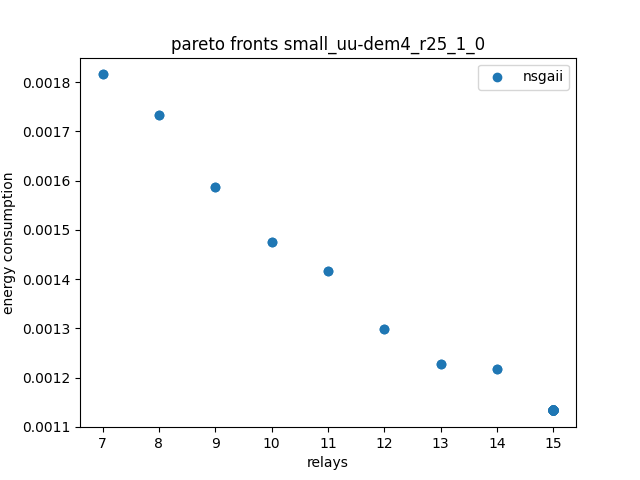 pareto fronts small_uu-dem4_r25_1_0
nsgaii
0.0018
0.0017
0.0016
0.0015
0.0014
0.0013
0.0012
0.0011
energy consumption
7 8 9 10 11 12 13 14 15
relays